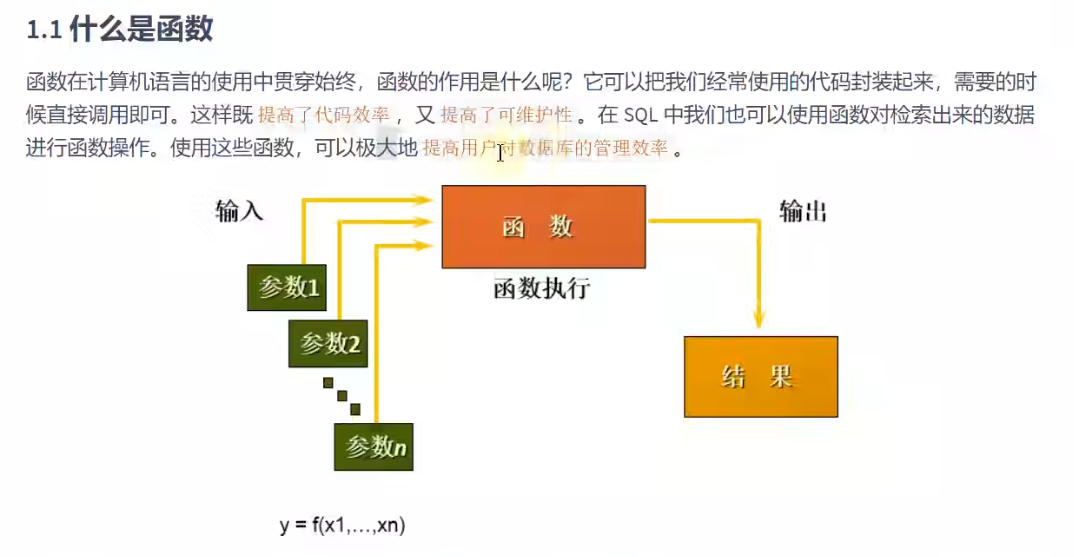 1.1 什么是函数
函数在计算机语言的使用中贯穿始终，函数的作用是什么呢？它可以把我们经常使用的代码封装起来，需要的时
候直接调用即可。这样既 提高了代码效率 ，又 提高了可维护性 。在 SQL 中我们也可以使用函数对检索出来的数据
进行函数操作。使用这些函数，可以极大地 提高用户对数据库的管理效率 。
输入
函 数
输出
参数1
函数执行
参数2
结 果
参数n
y = f(x1,…,xn)